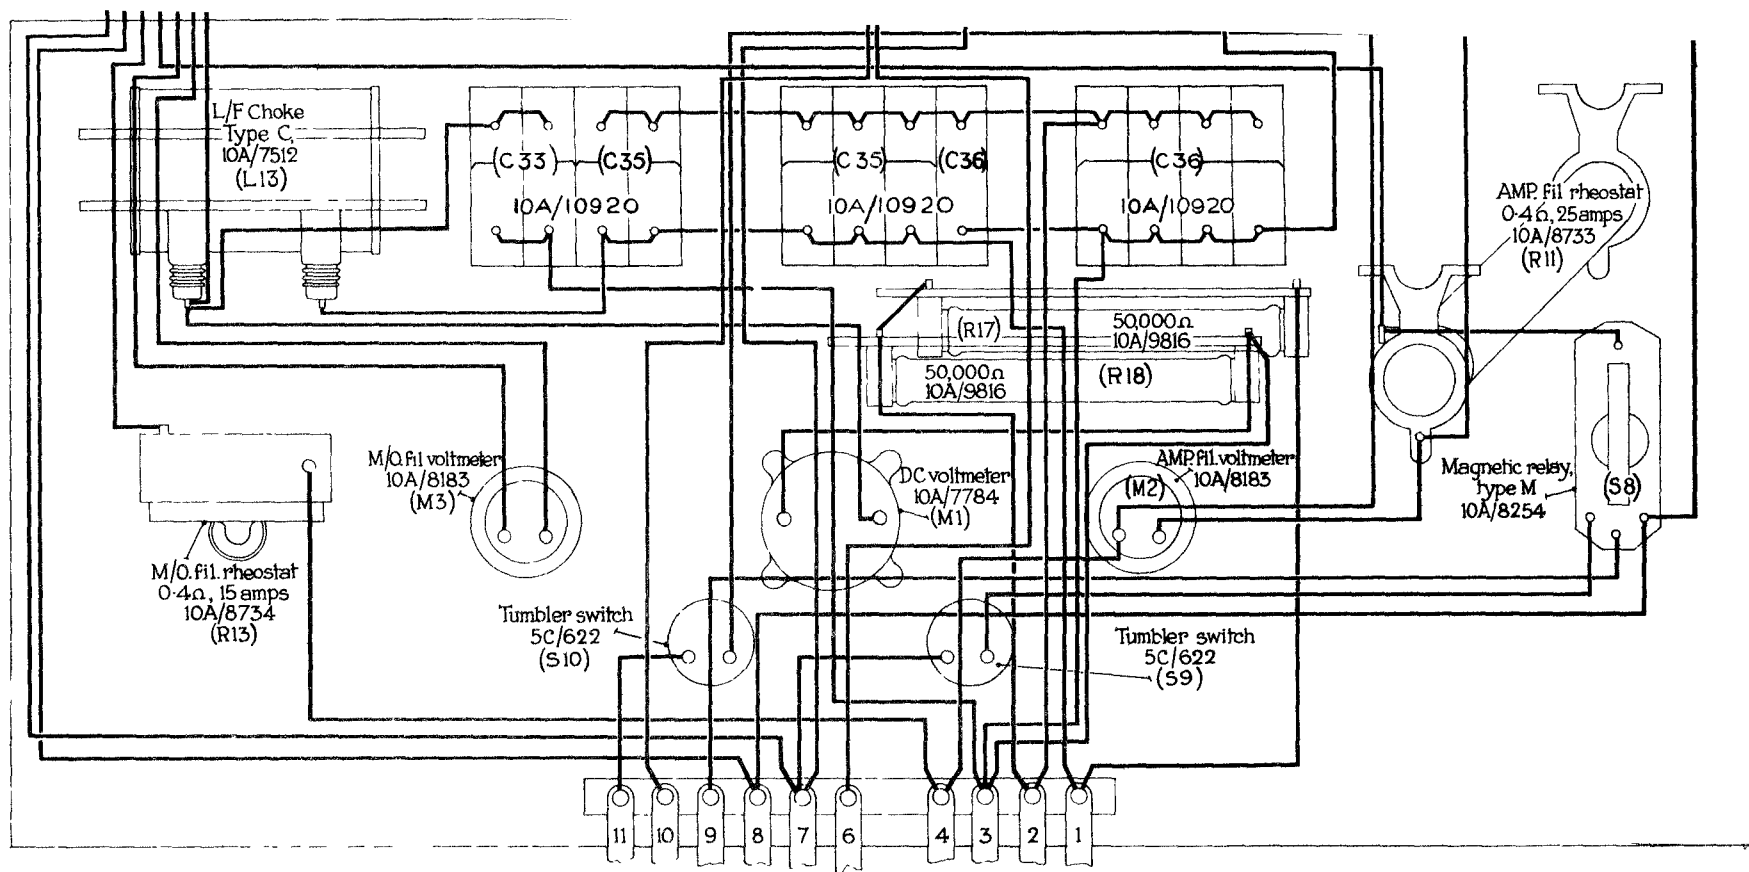 L/F Choke
Type C,
10A/7512
(L13)
(C33)
(C35)
10A/10920
(C35)
(C36)
10A/10920
(C36)
10A/10920
AMP. fil rheostat
0·4Ω, 25 amps
10A/8733
(R11)
(R17)
50,000Ω
10A/9816
50,000Ω
10A/9816
(R18)
M/O. fil voltmeter
10A/8183
(M3)
DC voltmeter
10A/7784
(M1)
AMP. fil. voltmeter
10A/8183
(M2)
Magnetic relay,
type M
10A/8254
(S8)
M/O. fil. rheostat
0·4Ω, 15 amps
10A/8734
(R13)
Tumbler switch
5C/622
(S10)
Tumbler switch
5C/622
(S9)
11 10 9 8 7 6 4 3 2 1